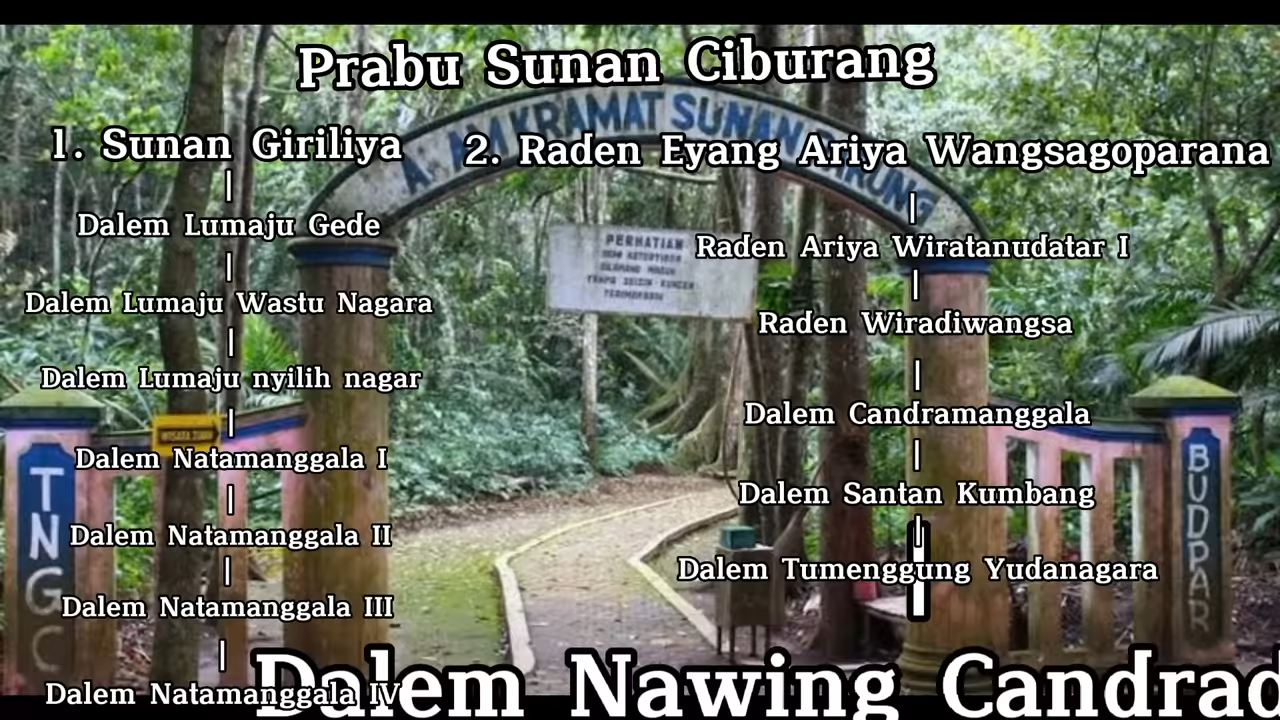 Prabu Sunan Ciburang
1. Sunan Giriliya
Dalem Lumaju Gede
Dalem Lumaju Wastu Nagara
Dalem Lumaju nyilih nagar
Dalem Natamanggala I
Dalem Natamanggala II
Dalem Natamanggala III
Dalem Natamanggala IV
2. Raden Eyang Ariya Wangsagoparana
Raden Ariya Wiratanudatar I
Raden Wiradiwangsa
Dalem Candramanggala
Dalem Santan Kumbang
Dalem Tumenggung Yudanagara
Dalem Nawing Candrad
KRAMAT SUNAN
PERHATIAN
TNGC
BUDPAR